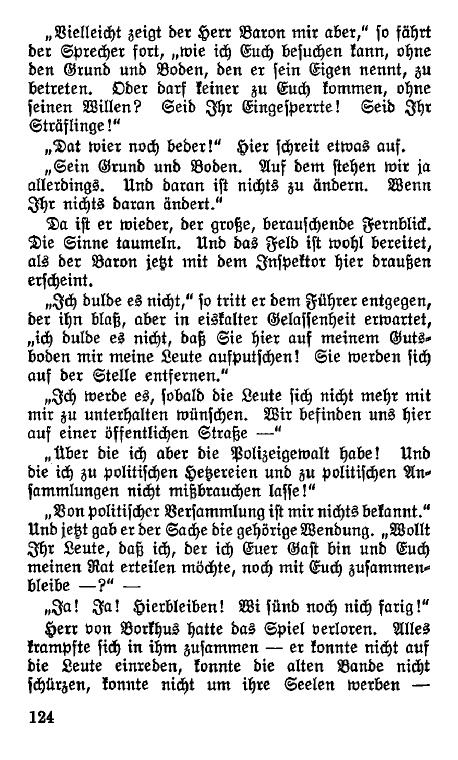 „Vielleicht zeigt der Herr Baron mir aber,“ so fährt
der Sprecher fort, „wie ich Euch besuchen kann, ohne
den Grund und Boden, den er sein Eigen nennt, zu
betreten. Oder darf keiner zu Euch kommen, ohne
seinen Willen? Seid Ihr Eingesperrte! Seid Ihr
Sträflinge!“
„Dat wier noch beder!“ Hier schreit etwas auf.
„Sein Grund und Boden. Auf dem stehen wir ja
allerdings. Und daran ist nichts zu ändern. Wenn
Ihr nichts daran ändert.“
Da ist er wieder, der große, berauschende Fernblick.
Die Sinne taumeln. Und das Feld ist wohl bereitet,
als der Baron jetzt mit dem Inspektor hier draußen
erscheint.
„Ich dulde es nicht,“ so tritt er dem Führer entgegen,
der ihn blaß, aber in eiskalter Gelassenheit erwartet,
„ich dulde es nicht, daß Sie hier auf meinem Guts-
boden mir meine Leute aufputschen! Sie werden sich
auf der Stelle entfernen.“
„Ich werde es, sobald die Leute sich nicht mehr mit
mir zu unterhalten wünschen. Wir befinden uns hier
auf einer öffentlichen Straße —“
„Über die ich aber die Polizeigewalt habe! Und
die ich zu politischen Hetzereien und zu politischen An-
sammlungen nicht mißbrauchen lasse!“
„Von politischer Versammlung ist mir nichts bekannt.“
Und jetzt gab er der Sache die gehörige Wendung. „Wollt
Ihr Leute, daß ich, der ich Euer Gast bin und Euch
meinen Rat erteilen möchte, noch mit Euch zusammen-
bleibe —?“ —
„Ja! Ja! Hierbleiben! Wi sünd noch nich farig!“
Herr von Borkhus hatte das Spiel verloren. Alles
krampfte sich in ihm zusammen — er konnte nicht auf
die Leute einreden, konnte die alten Bande nicht
schürzen, konnte nicht um ihre Seelen werben —
124